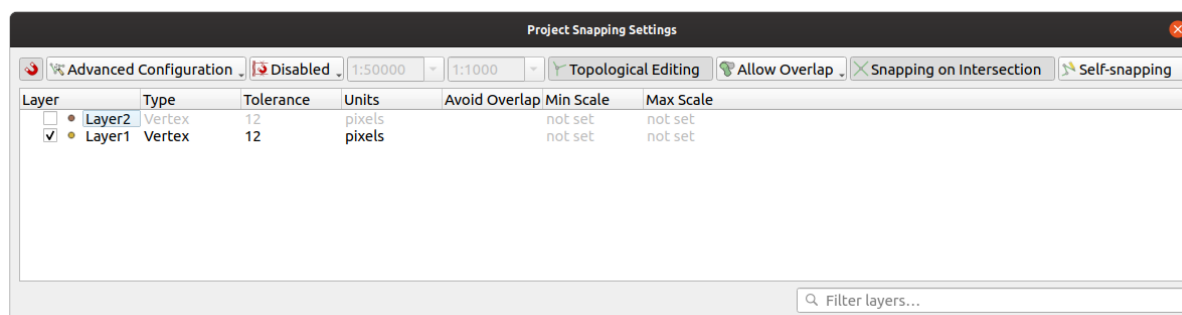 Project Snapping Settings
Advanced Configuration Disabled 1:50000 1:1000 Topological Editing Allow Overlap Snapping on Intersection Self-snapping
Layer Type Tolerance Units Avoid Overlap Min Scale Max Scale
Layer2 Vertex 12 pixels not set not set
Layer1 Vertex 12 pixels not set not set
Filter layers...